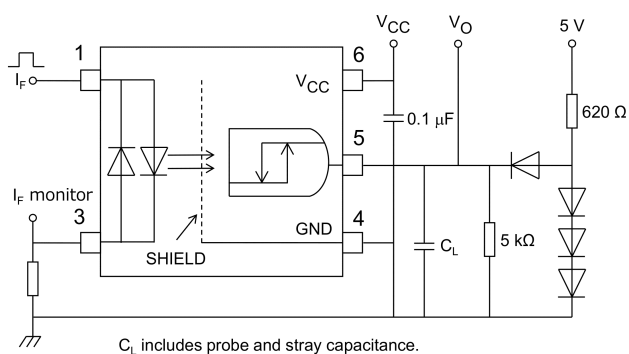 V_CC V_O 5 V
1 6
I_F
V_CC
0.1 μF
620 Ω
5
I_F monitor
3 4
GND
SHIELD
C_L
5 kΩ
C_L includes probe and stray capacitance.